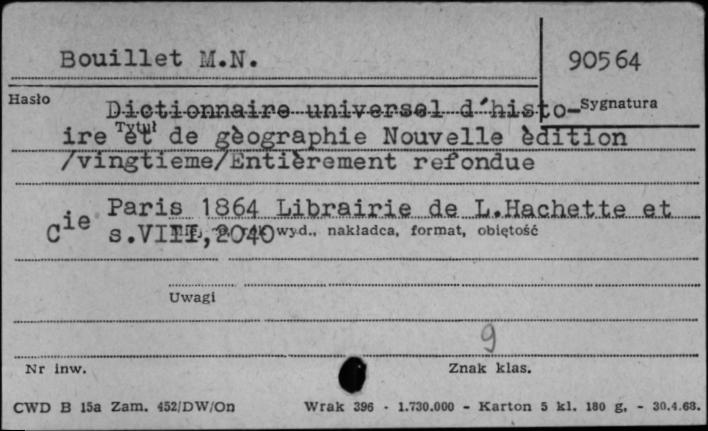 Bouillet M.N.
90564
Hasło
Sygnatura
Dictionnaire universel d'histo-
Tytuł
ire et de gèographie Nouvelle èdition
/vingtieme/Entièrement refondue
Paris 1864 Librairie de L.Hachette et
Cie s.VIII,2040
wyd., nakładca, format, obiętość
Uwagi
9
Nr inw.
Znak klas.
CWD B 15a Zam. 452/DW/On Wrak 396 - 1.730.000 - Karton 5 kl. 180 g. - 30.4.68.